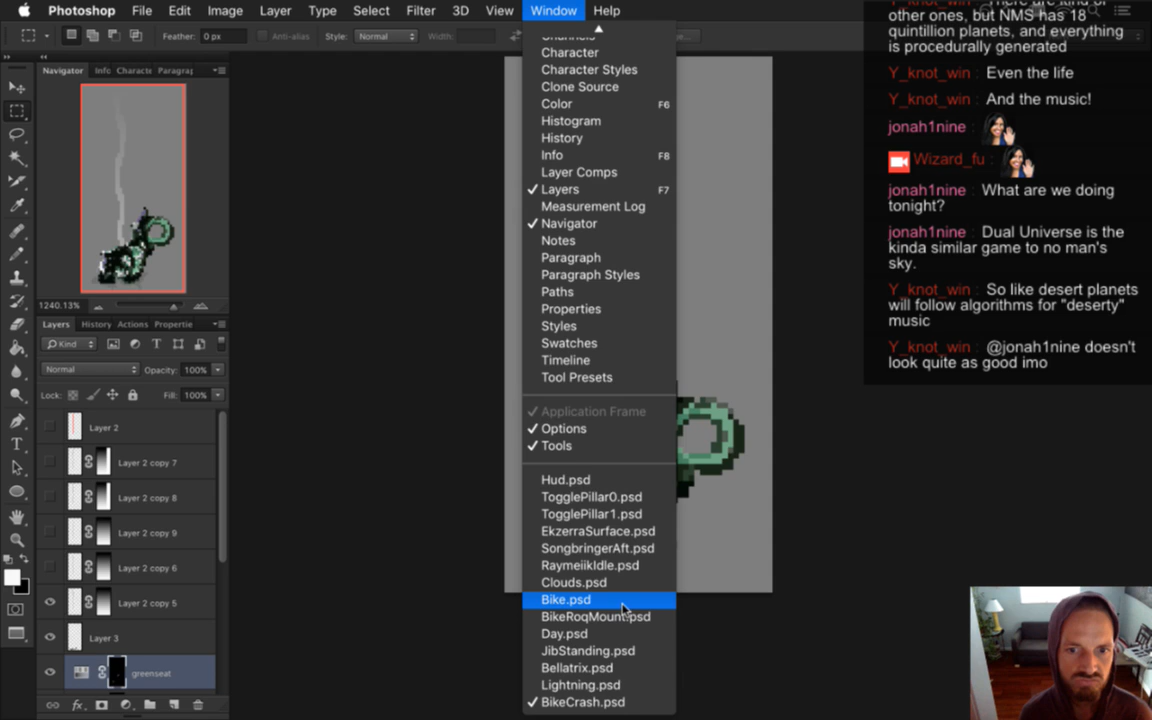 Photoshop File Edit Image Layer Type Select Filter 3D View Window Help
Feather: 0 px Anti-alias Style: Normal Width:
Navigator Info Characte Paragraj
1240.13%
Layers History Actions Propertie
Kind
Normal Opacity: 100%
Lock: Fill: 100%
Layer 2
Layer 2 copy 7
Layer 2 copy 8
Layer 2 copy 9
Layer 2 copy 6
Layer 2 copy 5
Layer 3
greenseat
Channels
Character
Character Styles
Clone Source
Color F6
Histogram
History
Info F8
Layer Comps
Layers F7
Measurement Log
Navigator
Notes
Paragraph
Paragraph Styles
Paths
Properties
Styles
Swatches
Timeline
Tool Presets
Application Frame
Options
Tools
Hud.psd
TogglePillar0.psd
TogglePillar1.psd
EkzerraSurface.psd
SongbringerAft.psd
RaymeiikIdle.psd
Clouds.psd
Bike.psd
BikeRoqMount.psd
Day.psd
JibStanding.psd
Bellatrix.psd
Lightning.psd
BikeCrash.psd
other ones, but NMS has 18
quintillion planets, and everything
is procedurally generated
Y_knot_win : Even the life
Y_knot_win : And the music!
jonah1nine :
Wizard_fu :
jonah1nine : What are we doing
tonight?
jonah1nine : Dual Universe is the
kinda similar game to no man's
sky.
Y_knot_win : So like desert planets
will follow algorithms for "deserty"
music
Y_knot_win : @jonah1nine doesn't
look quite as good imo